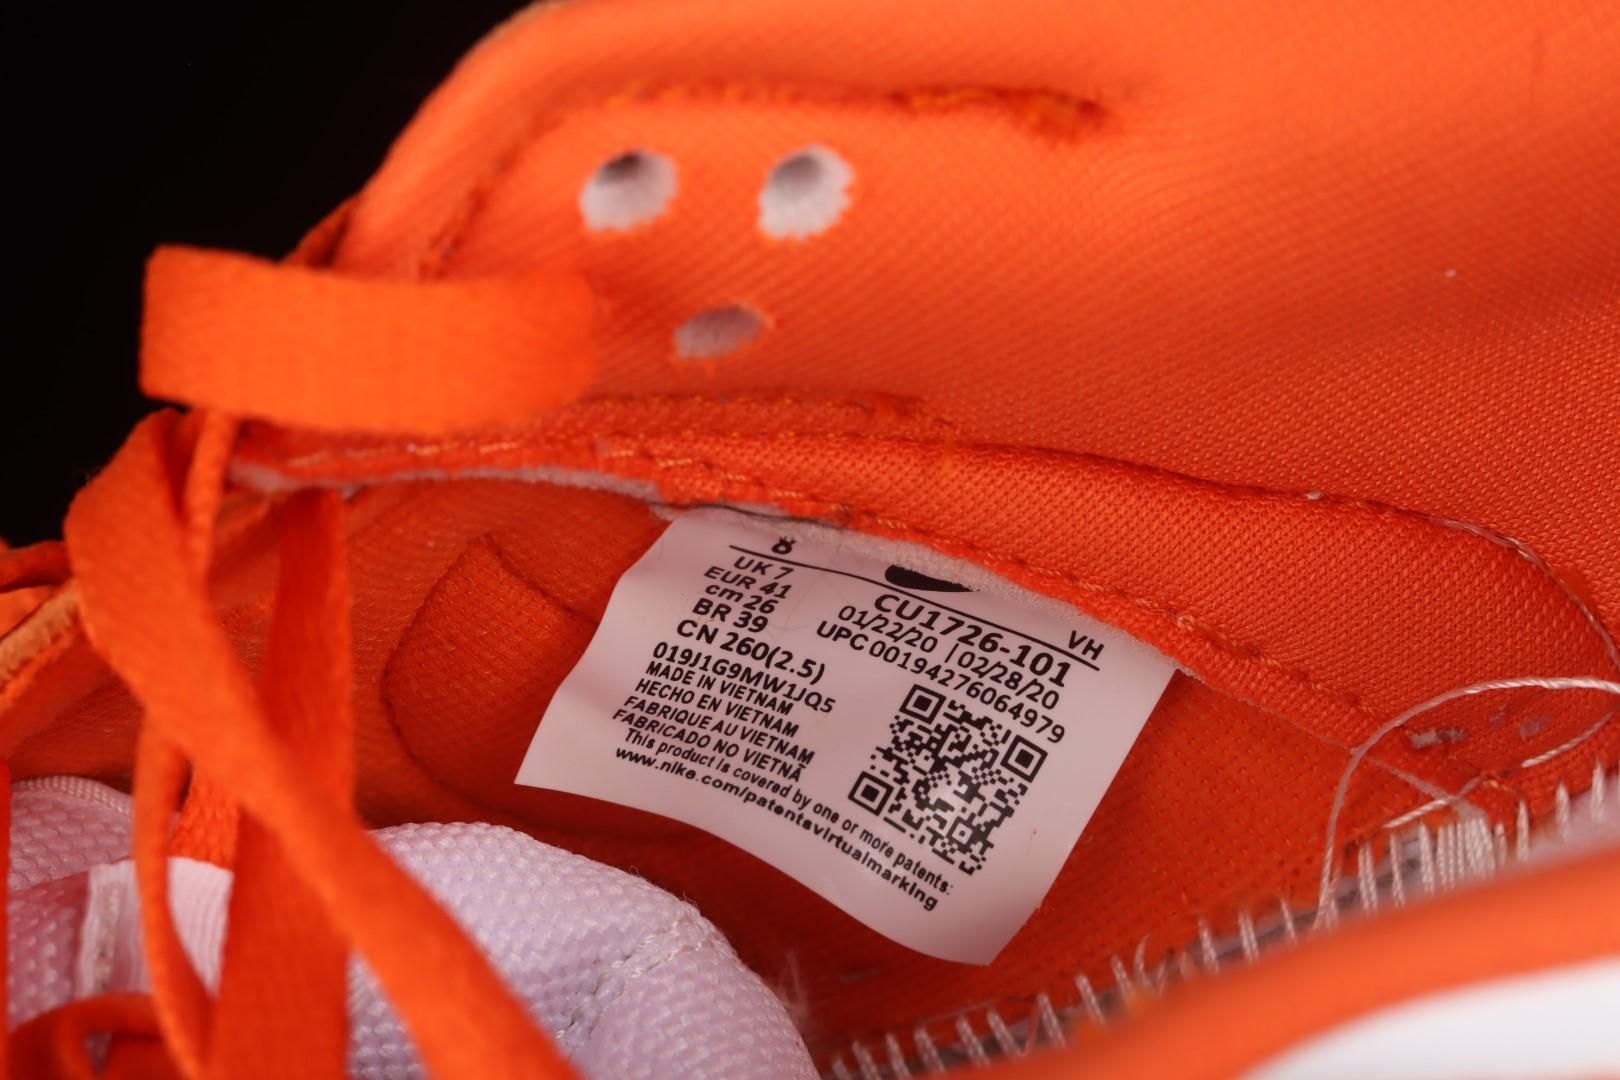 8
UK 7
EUR 41
cm 26
BR 39
CN 260(2.5)
019J1G9MW1JQ5
MADE IN VIETNAM
HECHO EN VIETNAM
FABRIQUE AU VIETNAM
FABRICADO NO VIETNÃ
This product is covered by one or more patents:
www.nike.com/patentsvirtualmarking
VH
CU1726-101
01/22/20 | 02/28/20
UPC 00194276064979